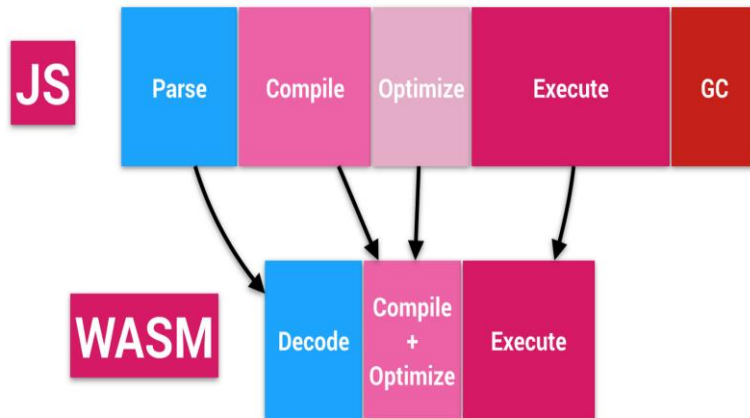 JS
Parse
Compile
Optimize
Execute
GC
WASM
Decode
Compile
+
Optimize
Execute